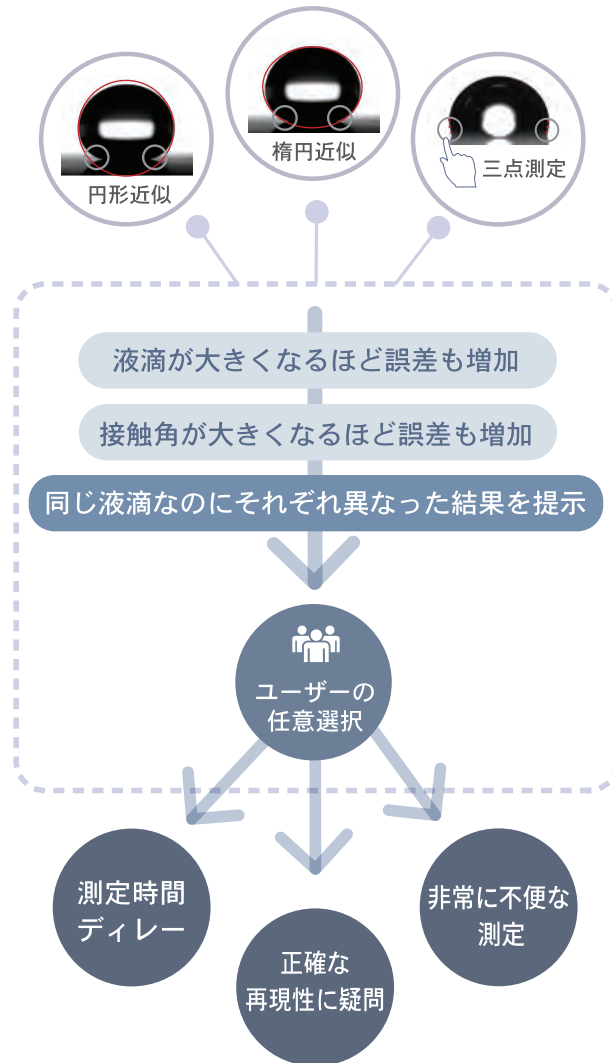 円形近似
楕円近似
三点測定
液滴が大きくなるほど誤差も増加
接触角が大きくなるほど誤差も増加
同じ液滴なのにそれぞれ異なった結果を提示
ユーザーの
任意選択
測定時間
ディレー
正確な
再現性に疑問
非常に不便な
測定